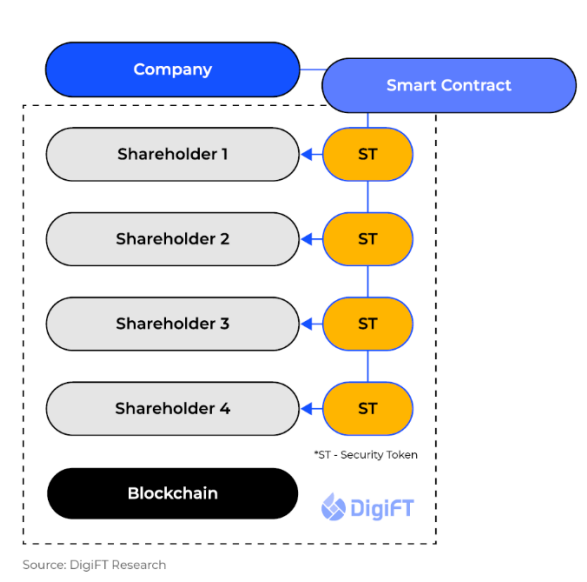 Company
Smart Contract
Shareholder 1
ST
Shareholder 2
ST
Shareholder 3
ST
Shareholder 4
ST
*ST - Security Token
Blockchain
DigiFT
Source: DigiFT Research